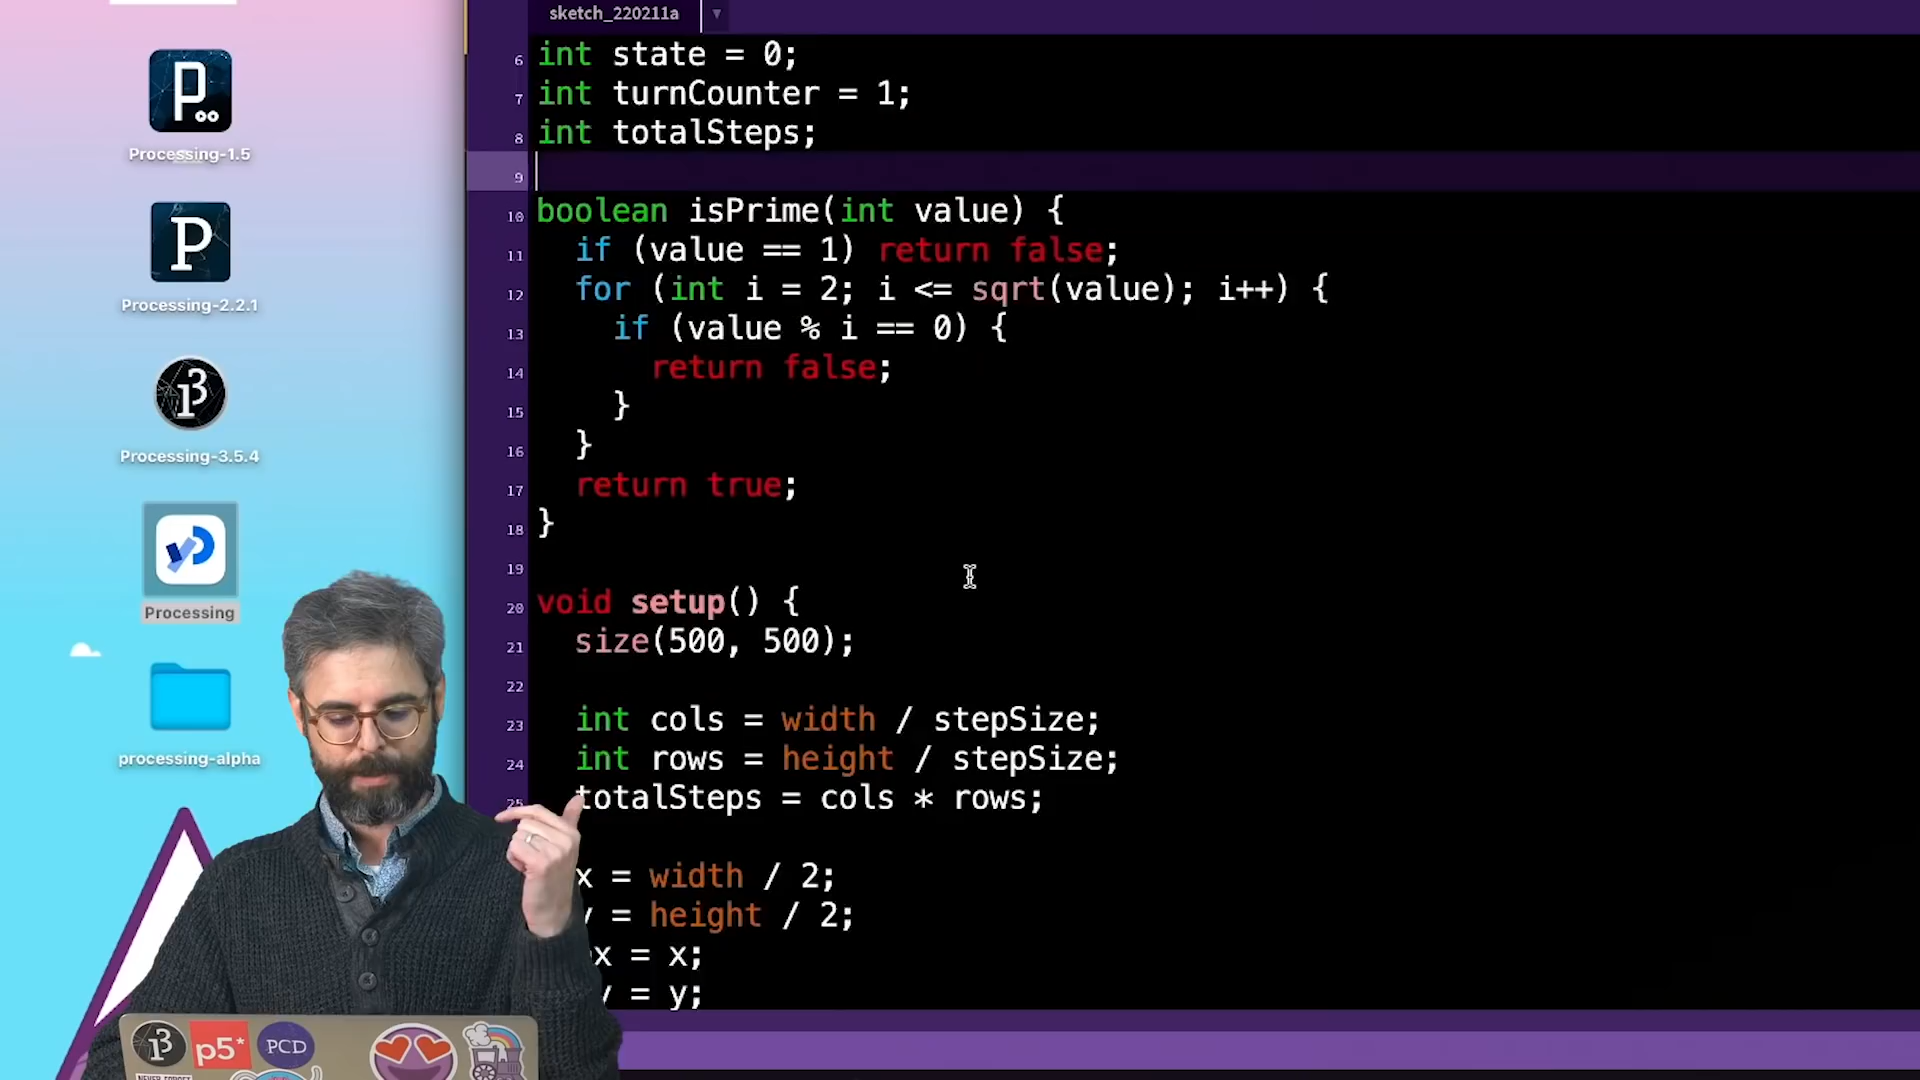 sketch_220211a
6 int state = 0;
7 int turnCounter = 1;
8 int totalSteps;
9
10 boolean isPrime(int value) {
11 if (value == 1) return false;
12 for (int i = 2; i <= sqrt(value); i++) {
13 if (value % i == 0) {
14 return false;
15 }
16 }
17 return true;
18 }
19
20 void setup() {
21 size(500, 500);
22
23 int cols = width / stepSize;
24 int rows = height / stepSize;
25 totalSteps = cols * rows;
x = width / 2;
y = height / 2;
x = x;
y = y;
Processing-1.5
Processing-2.2.1
Processing-3.5.4
Processing
processing-alpha
p5*
PCD
NEVER FORGET